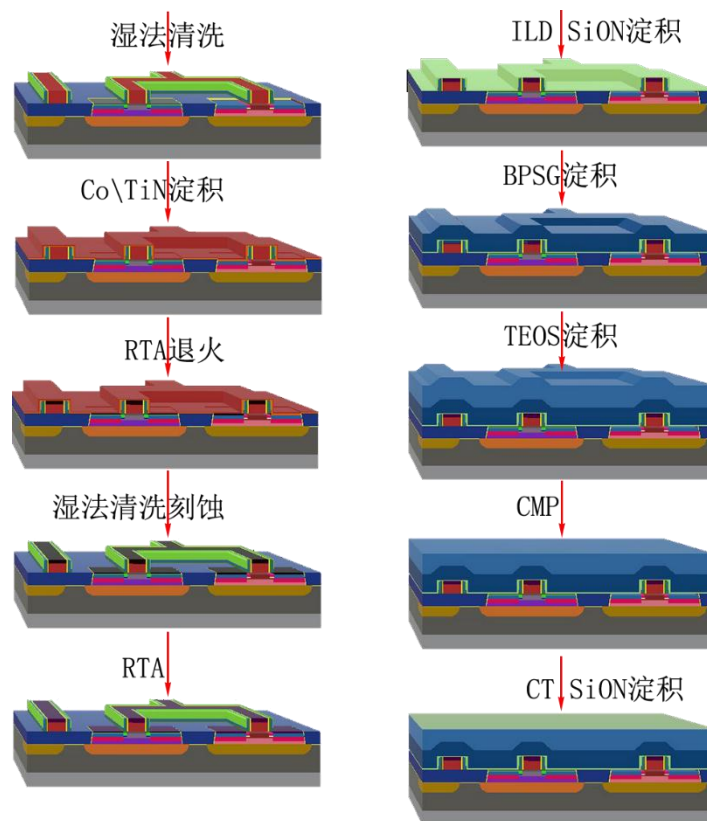 湿法清洗
Co\TiN淀积
RTA退火
湿法清洗刻蚀
RTA
ILD SiON淀积
BPSG淀积
TEOS淀积
CMP
CT SiON淀积